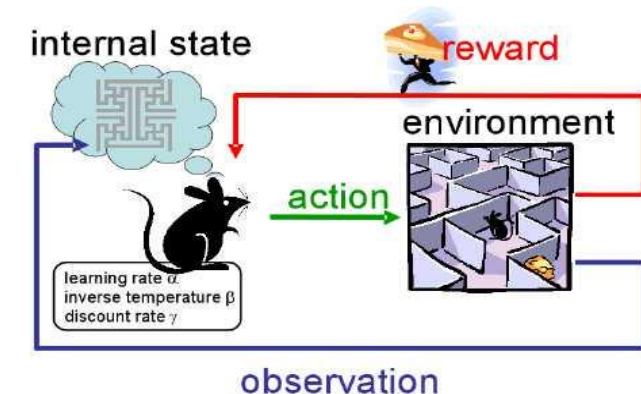 internal state
reward
environment
action
learning rate α
inverse temperature β
discount rate γ
observation